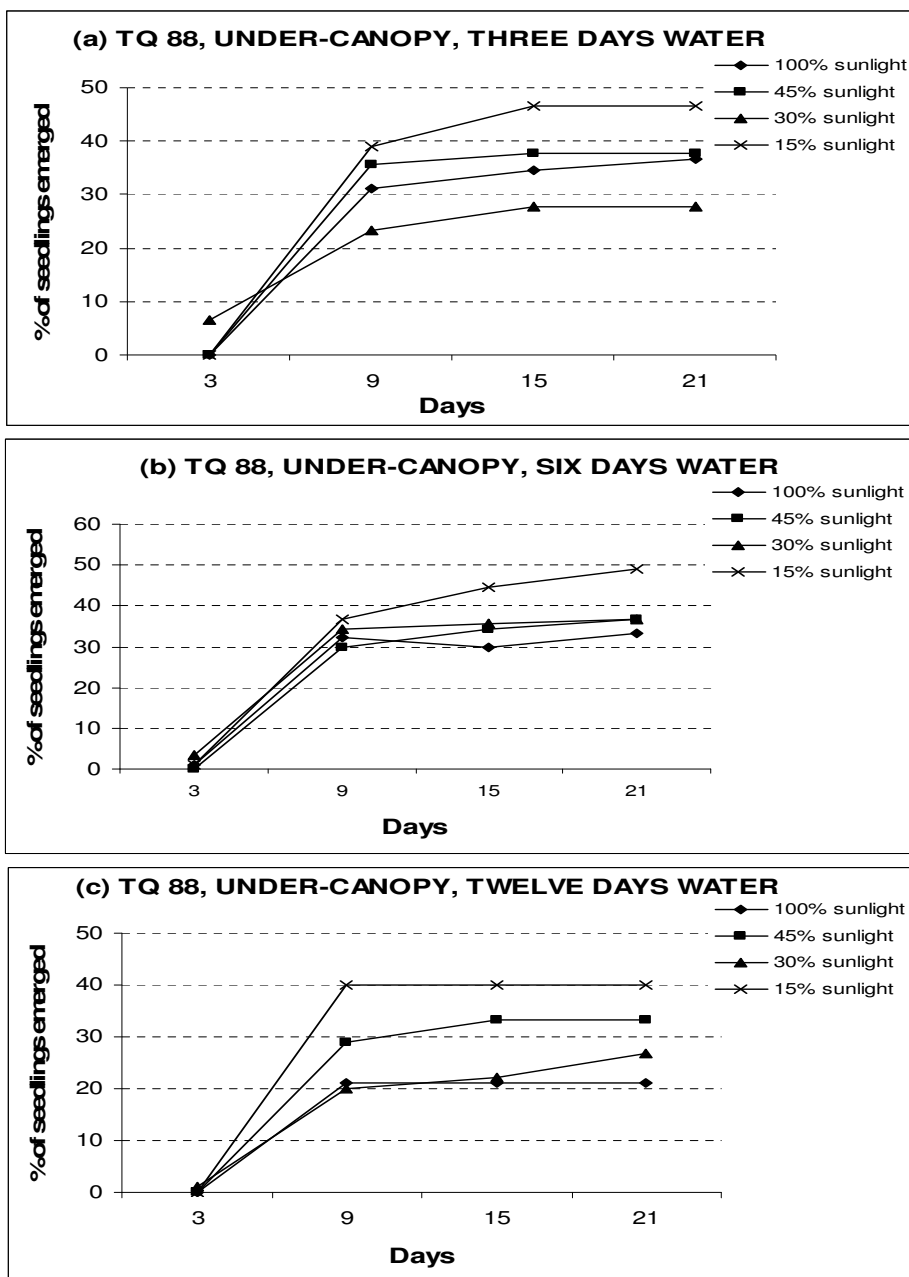 (a) TQ 88, UNDER-CANOPY, THREE DAYS WATER
100% sunlight
45% sunlight
30% sunlight
15% sunlight
% of seedlings emerged
50
40
30
20
10
0
3 9 15 21
Days
(b) TQ 88, UNDER-CANOPY, SIX DAYS WATER
100% sunlight
45% sunlight
30% sunlight
15% sunlight
% of seedlings emerged
60
50
40
30
20
10
0
3 9 15 21
Days
(c) TQ 88, UNDER-CANOPY, TWELVE DAYS WATER
100% sunlight
45% sunlight
30% sunlight
15% sunlight
% of seedlings emerged
50
40
30
20
10
0
3 9 15 21
Days